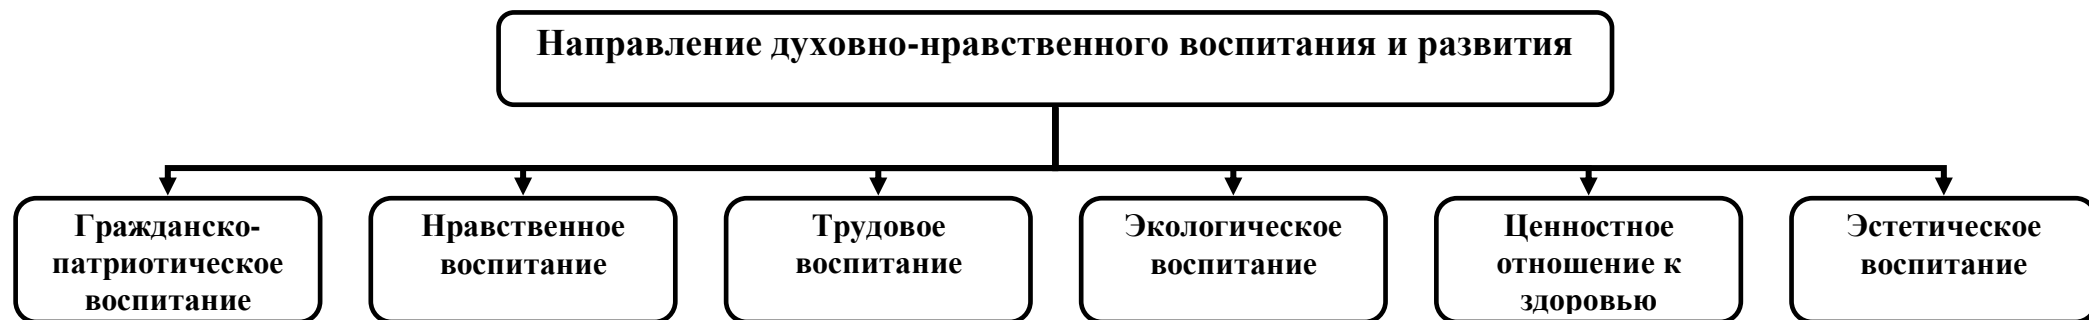 Направление духовно-нравственного воспитания и развития
Гражданско-
патриотическое
воспитание
Нравственное
воспитание
Трудовое
воспитание
Экологическое
воспитание
Ценностное
отношение к
здоровью
Эстетическое
воспитание